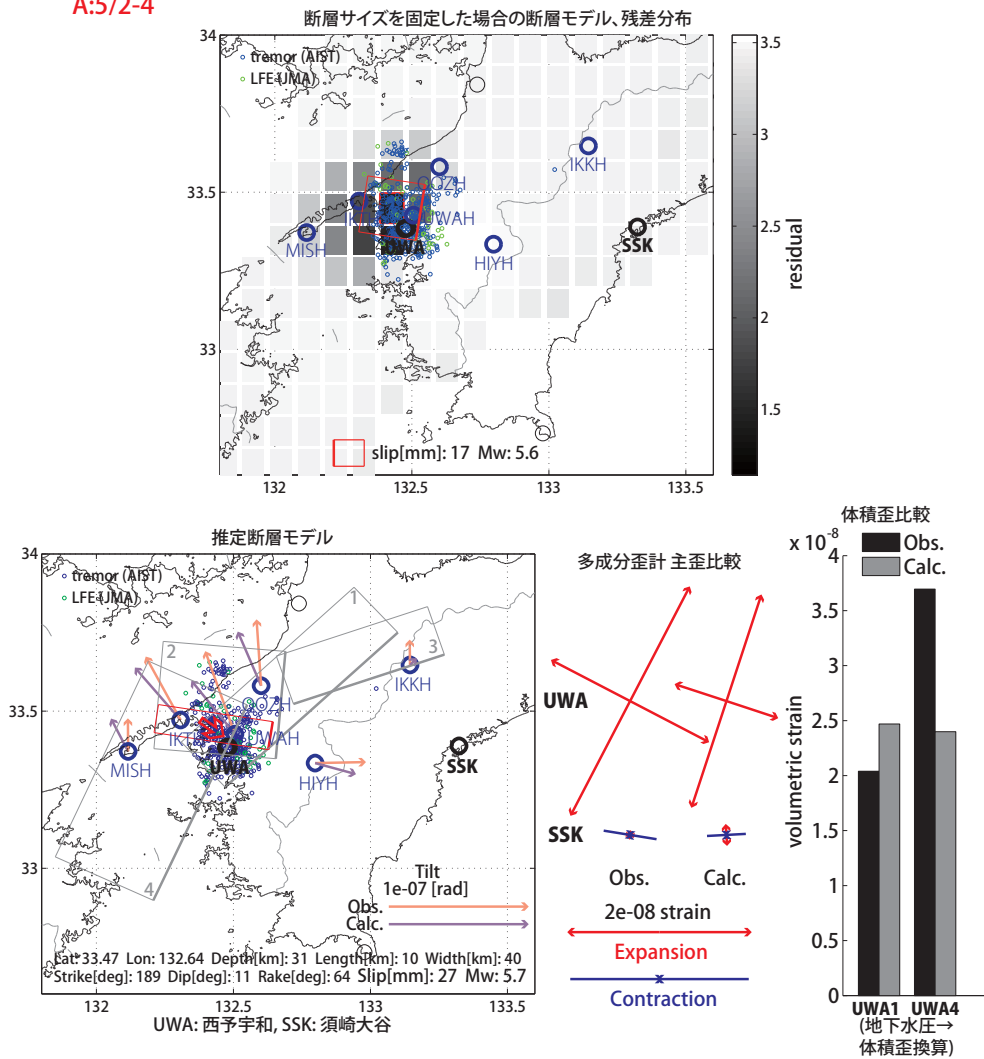 A:5/2-4
断層サイズを固定した場合の断層モデル、残差分布
34
33.5
33
132
132.5
133
133.5
tremor (AIST)
LFE (JMA)
IKKH
OOZH
UWAH
MISH
UWA
HIYH
SSK
slip[mm]: 17 Mw: 5.6
3.5
3
2.5
2
1.5
residual
推定断層モデル
34
33.5
33
132
132.5
133
133.5
tremor (AIST)
LFE (JMA)
1
2
3
4
IKKH
OOZH
MISH
UWA
HIYH
SSK
Tilt
1e-07 [rad]
Obs.
Calc.
Lat: 33.47 Lon: 132.64 Depth[km]: 31 Length[km]: 10 Width[km]: 40
Strike[deg]: 189 Dip[deg]: 11 Rake[deg]: 64 Slip[mm]: 27 Mw: 5.7
UWA: 西予宇和, SSK: 須崎大谷
多成分歪計 主歪比較
UWA
SSK
Obs.
Calc.
2e-08 strain
Expansion
Contraction
体積歪比較
x 10-8
Obs.
Calc.
4
3.5
3
2.5
2
1.5
1
0.5
0
volumetric strain
UWA1 UWA4
(地下水圧→
体積歪換算)